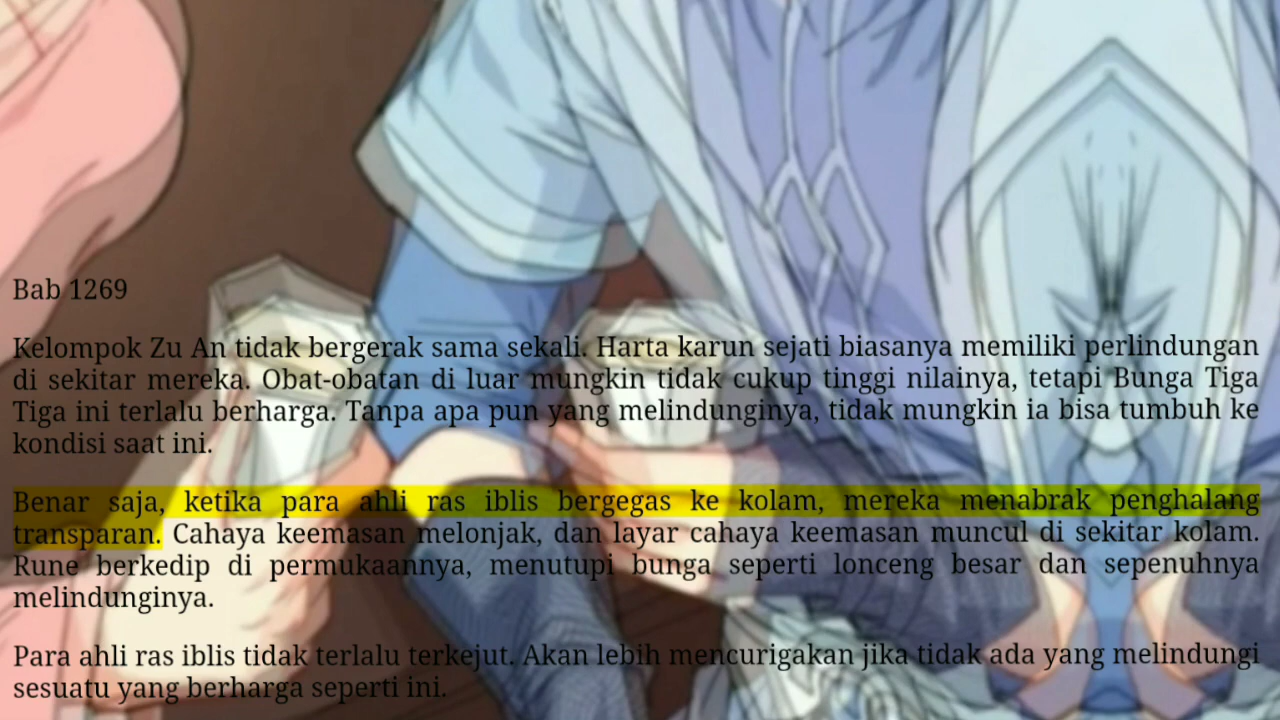 Bab 1269
Kelompok Zu An tidak bergerak sama sekali. Harta karun sejati biasanya memiliki perlindungan
di sekitar mereka. Obat-obatan di luar mungkin tidak cukup tinggi nilainya, tetapi Bunga Tiga
Tiga ini terlalu berharga. Tanpa apa pun yang melindunginya, tidak mungkin ia bisa tumbuh ke
kondisi saat ini.
Benar saja, ketika para ahli ras iblis bergegas ke kolam, mereka menabrak penghalang
transparan. Cahaya keemasan melonjak, dan layar cahaya keemasan muncul di sekitar kolam.
Rune berkedip di permukaannya, menutupi bunga seperti lonceng besar dan sepenuhnya
melindunginya.
Para ahli ras iblis tidak terlalu terkejut. Akan lebih mencurigakan jika tidak ada yang melindungi
sesuatu yang berharga seperti ini.